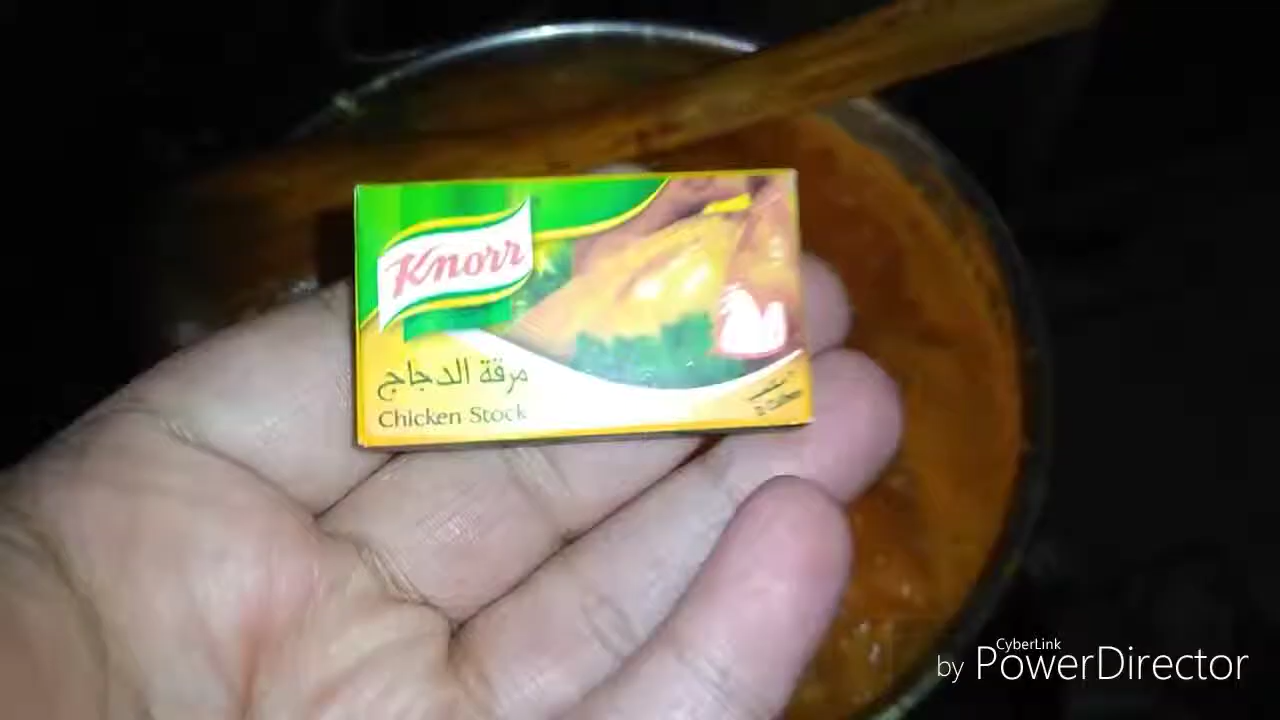 Knorr
مرقة الدجاج
Chicken Stock
CyberLink
by PowerDirector